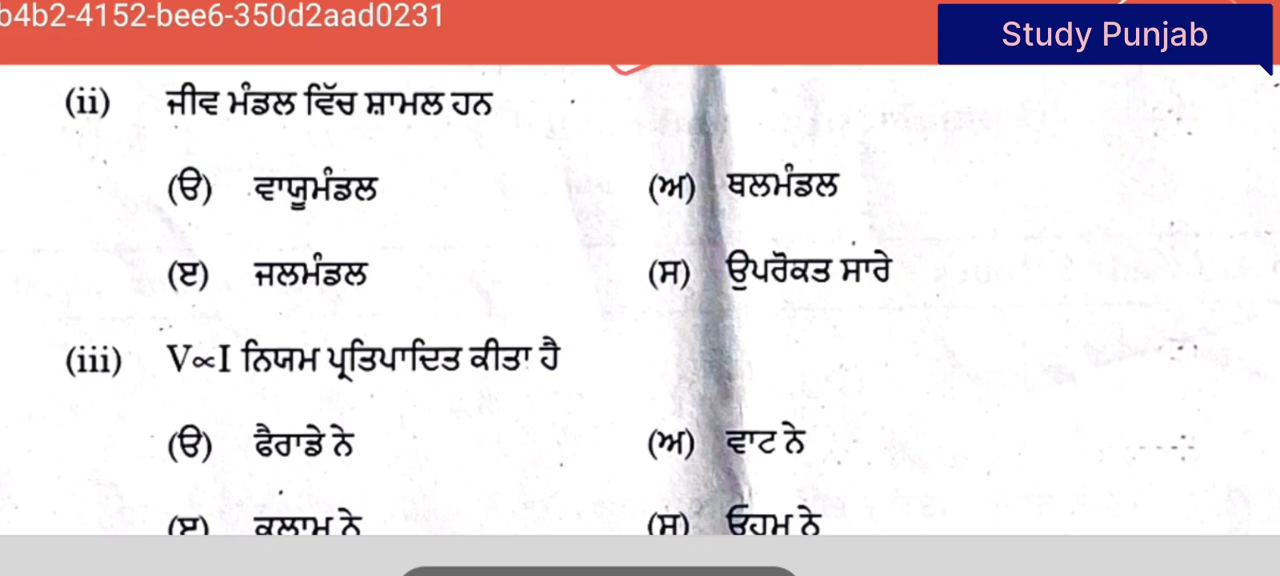 b4b2-4152-bee6-350d2aad0231
Study Punjab
(ii) ਜੀਵ ਮੰਡਲ ਵਿੱਚ ਸ਼ਾਮਲ ਹਨ
(ੳ) ਵਾਯੂਮੰਡਲ (ਅ) ਥਲਮੰਡਲ
(ੲ) ਜਲਮੰਡਲ (ਸ) ਉਪਰੋਕਤ ਸਾਰੇ
(iii) V∝I ਨਿਯਮ ਪ੍ਰਤਿਪਾਦਿਤ ਕੀਤਾ ਹੈ
(ੳ) ਫੈਰਾਡੇ ਨੇ (ਅ) ਵਾਟ ਨੇ
(ੲ) ਕੂਲਾਮ ਨੇ (ਸ) ਓਹਮ ਨੇ